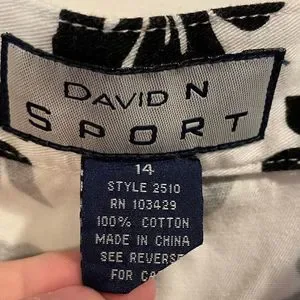 DAVID N
SPORT
14
STYLE 2510
RN 103429
100% COTTON
MADE IN CHINA
SEE REVERSE
FOR